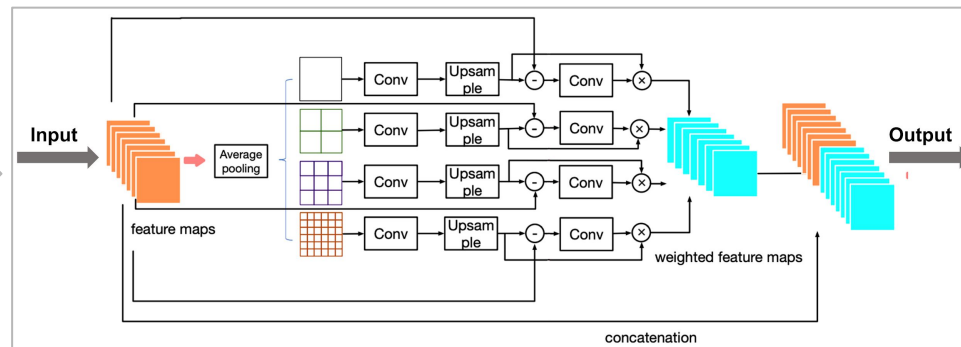 Input
Output
feature maps
Average
pooling
Conv
Upsam
ple
-
Conv
×
Conv
Upsam
ple
-
Conv
×
Conv
Upsam
ple
-
Conv
×
Conv
Upsam
ple
-
Conv
×
weighted feature maps
concatenation